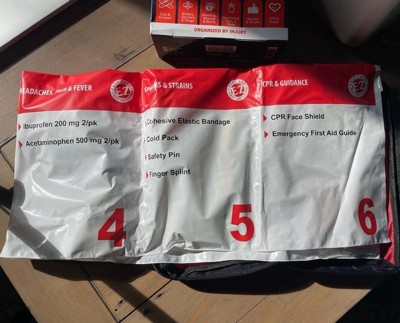 ORGANIZED BY INJURY
HEADACHES, PAIN & FEVER
Ibuprofen 200 mg 2/pk
Acetaminophen 500 mg 2/pk
4
SPRAINS & STRAINS
Cohesive Elastic Bandage
Cold Pack
Safety Pin
Finger Splint
5
CPR & GUIDANCE
CPR Face Shield
Emergency First Aid Guide
6